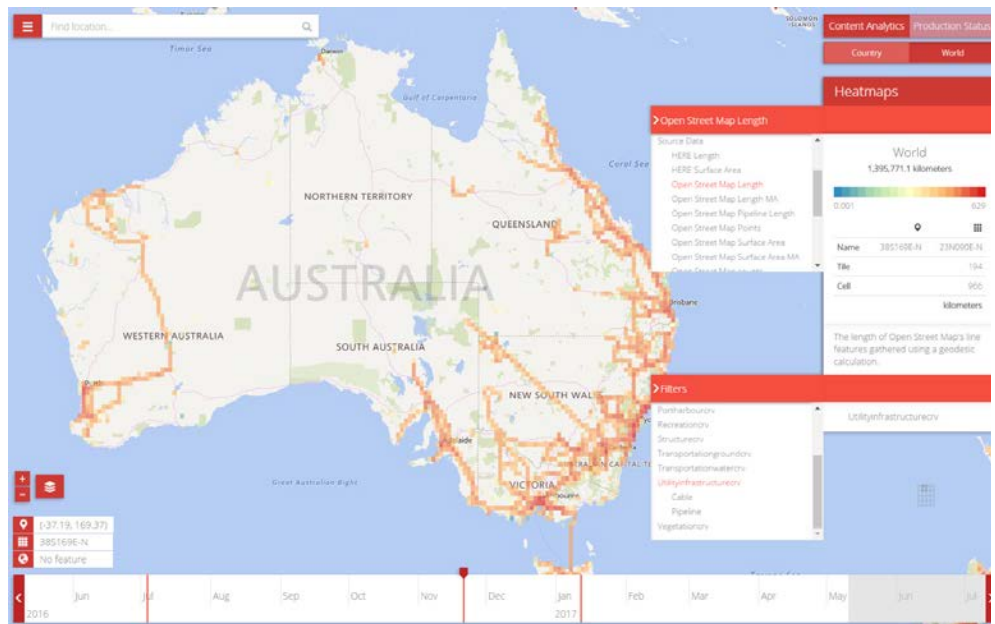 Find location...
Timor Sea
Darwin
SOLOMON
ISLANDS
Content Analytics
Production Status
Country
World
Heatmaps
Gulf of Carpentaria
Open Street Map Length
Source Data
HERE Length
HERE Surface Area
Open Street Map Length
Open Street Map Length MA
Open Street Map Pipeline Length
Open Street Map Points
Open Street Map Surface Area
Open Street Map Surface Area MA
Coral Sea
World
1,395,771.1 kilometers
0.001
629
Name
38S169E-N
23N090E-N
Tile
194
Cell
966
kilometers
The length of Open Street Map's line
features gathered using a geodesic
calculation.
NORTHERN TERRITORY
QUEENSLAND
AUSTRALIA
Brisbane
WESTERN AUSTRALIA
SOUTH AUSTRALIA
NEW SOUTH WAL
VICTORIA
Great Australian Bight
Filters
Portharbourcrv
Recreationcrv
Structurecrv
Transportationgroundcrv
Transportationwatercrv
Utilityinfrastructurecrv
Cable
Pipeline
Vegetationcrv
Utilityinfrastructurecrv
+
−
(-37.19, 169.37)
38S169E-N
No feature
Jun
Jul
Aug
Sep
Oct
Nov
Dec
Jan
Feb
Mar
Apr
May
Jun
Jul
2016
2017